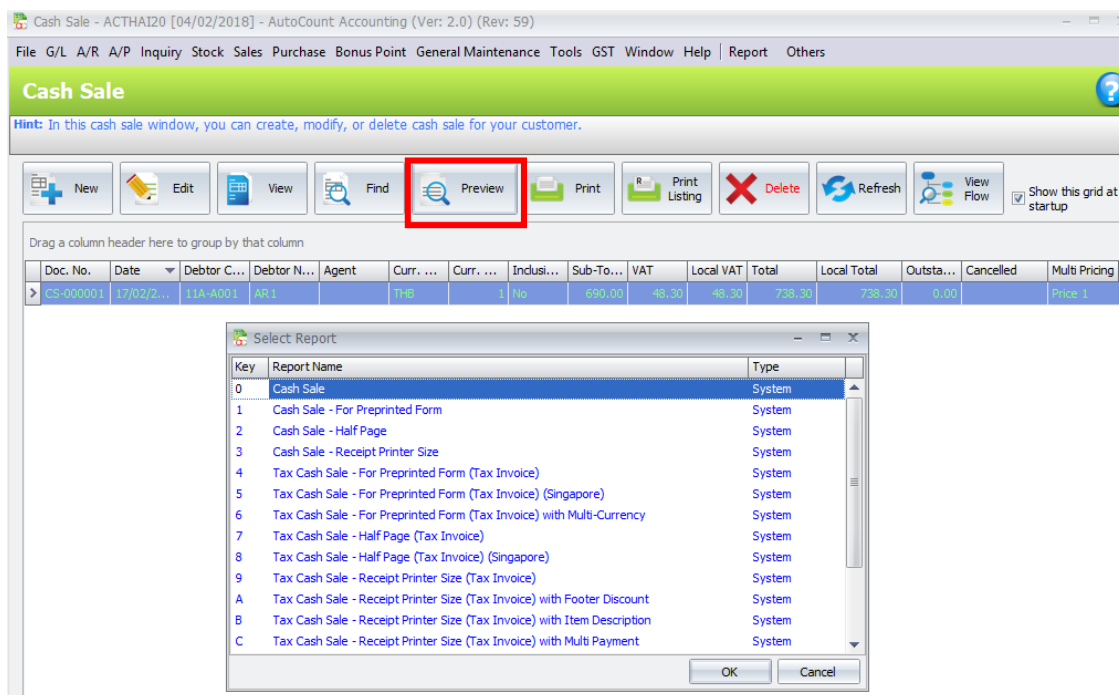 Cash Sale - ACTHAI20 [04/02/2018] - AutoCount Accounting (Ver: 2.0) (Rev: 59)
File G/L A/R A/P Inquiry Stock Sales Purchase Bonus Point General Maintenance Tools GST Window Help Report Others
Cash Sale
Hint: In this cash sale window, you can create, modify, or delete cash sale for your customer.
New Edit View Find Preview Print Print Listing Delete Refresh View Flow Show this grid at startup
Drag a column header here to group by that column
Doc. No. Date Debtor C... Debtor N... Agent Curr. ... Curr. ... Inclusi... Sub-To... VAT Local VAT Total Local Total Outsta... Cancelled Multi Pricing
CS-000001 17/02/2... 11A-A001 AR1 THB 1 No 690.00 48.30 48.30 738.30 738.30 0.00 Price 1
Select Report
Key Report Name Type
0 Cash Sale System
1 Cash Sale - For Preprinted Form System
2 Cash Sale - Half Page System
3 Cash Sale - Receipt Printer Size System
4 Tax Cash Sale - For Preprinted Form (Tax Invoice) System
5 Tax Cash Sale - For Preprinted Form (Tax Invoice) (Singapore) System
6 Tax Cash Sale - For Preprinted Form (Tax Invoice) with Multi-Currency System
7 Tax Cash Sale - Half Page (Tax Invoice) System
8 Tax Cash Sale - Half Page (Tax Invoice) (Singapore) System
9 Tax Cash Sale - Receipt Printer Size (Tax Invoice) System
A Tax Cash Sale - Receipt Printer Size (Tax Invoice) with Footer Discount System
B Tax Cash Sale - Receipt Printer Size (Tax Invoice) with Item Description System
C Tax Cash Sale - Receipt Printer Size (Tax Invoice) with Multi Payment System
OK Cancel